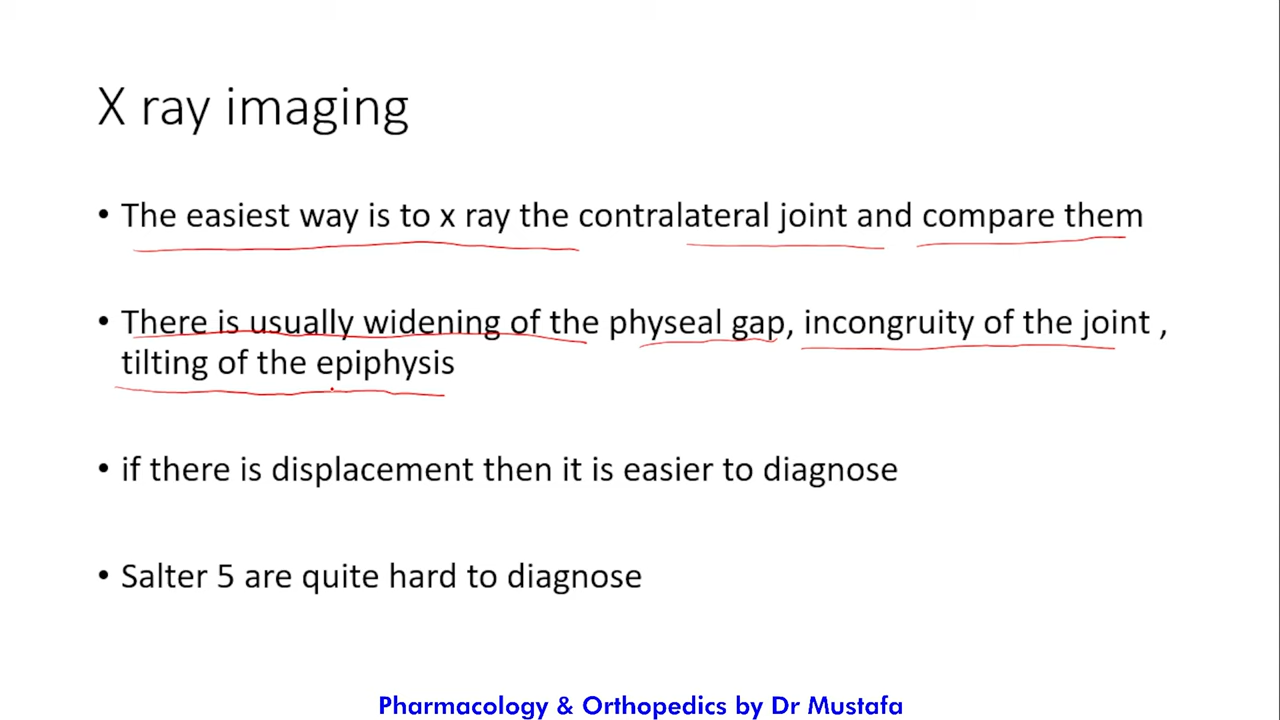 X ray imaging
• The easiest way is to x ray the contralateral joint and compare them
• There is usually widening of the physeal gap, incongruity of the joint ,
tilting of the epiphysis
• if there is displacement then it is easier to diagnose
• Salter 5 are quite hard to diagnose
Pharmacology & Orthopedics by Dr Mustafa